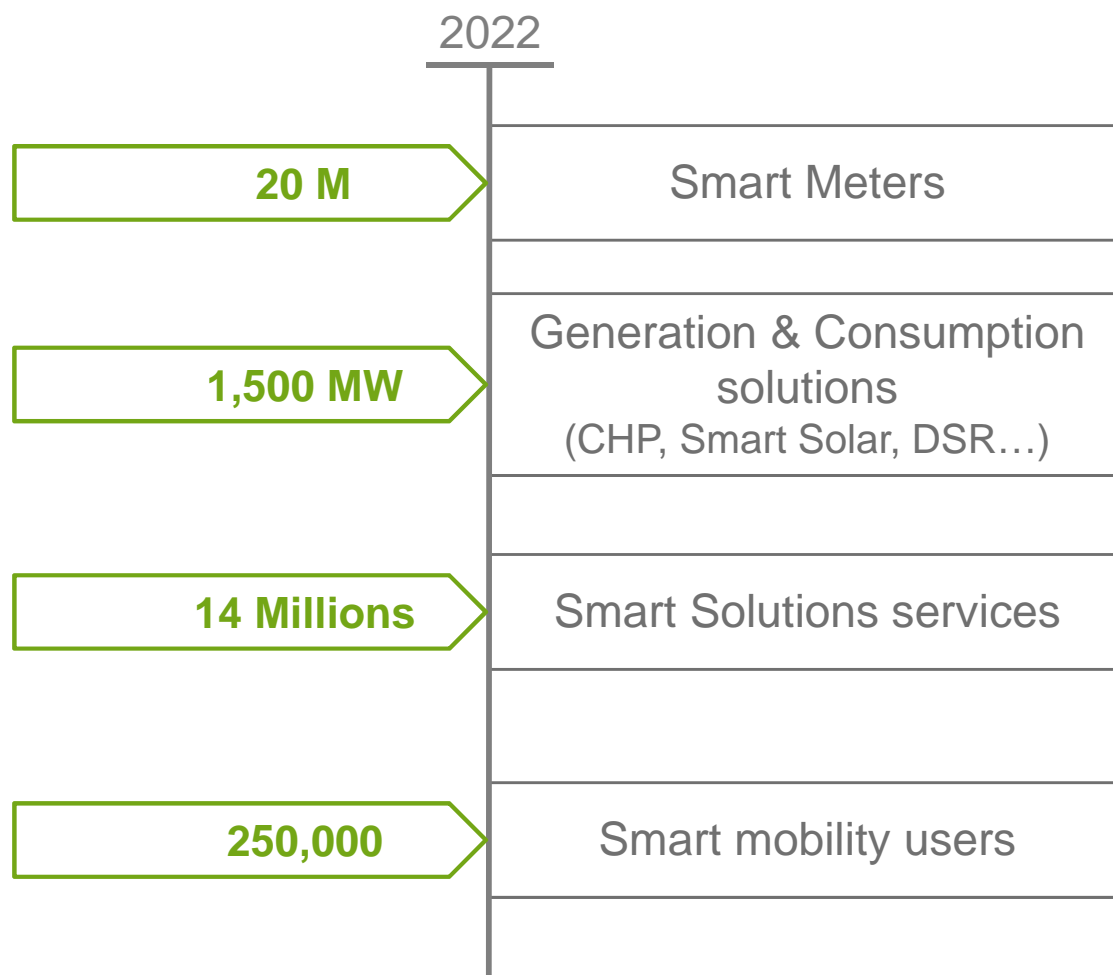 2022
20 M
Smart Meters
1,500 MW
Generation & Consumption
solutions
(CHP, Smart Solar, DSR…)
14 Millions
Smart Solutions services
250,000
Smart mobility users